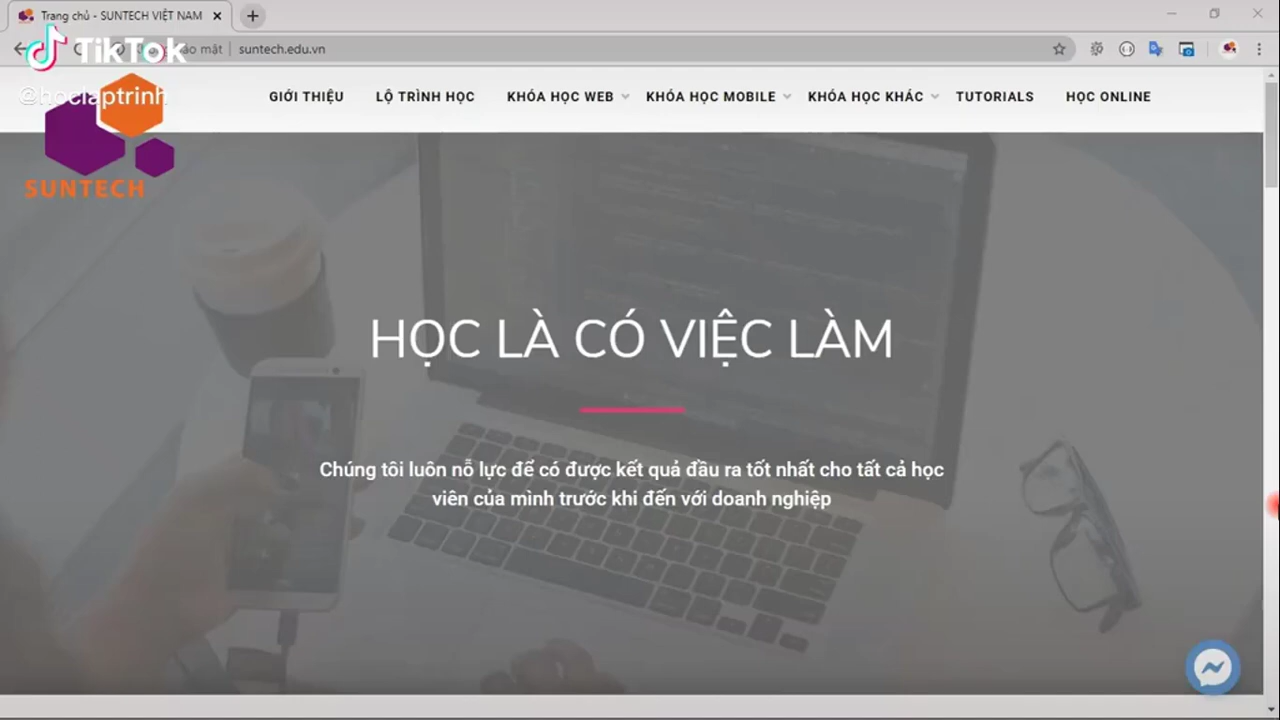 Trang chủ - SUNTECH VIỆT NAM
TikTok
ảo mật
suntech.edu.vn
@hoclaptrinh
GIỚI THIỆU
LỘ TRÌNH HỌC
KHÓA HỌC WEB
KHÓA HỌC MOBILE
KHÓA HỌC KHÁC
TUTORIALS
HỌC ONLINE
SUNTECH
HỌC LÀ CÓ VIỆC LÀM
Chúng tôi luôn nỗ lực để có được kết quả đầu ra tốt nhất cho tất cả học
viên của mình trước khi đến với doanh nghiệp